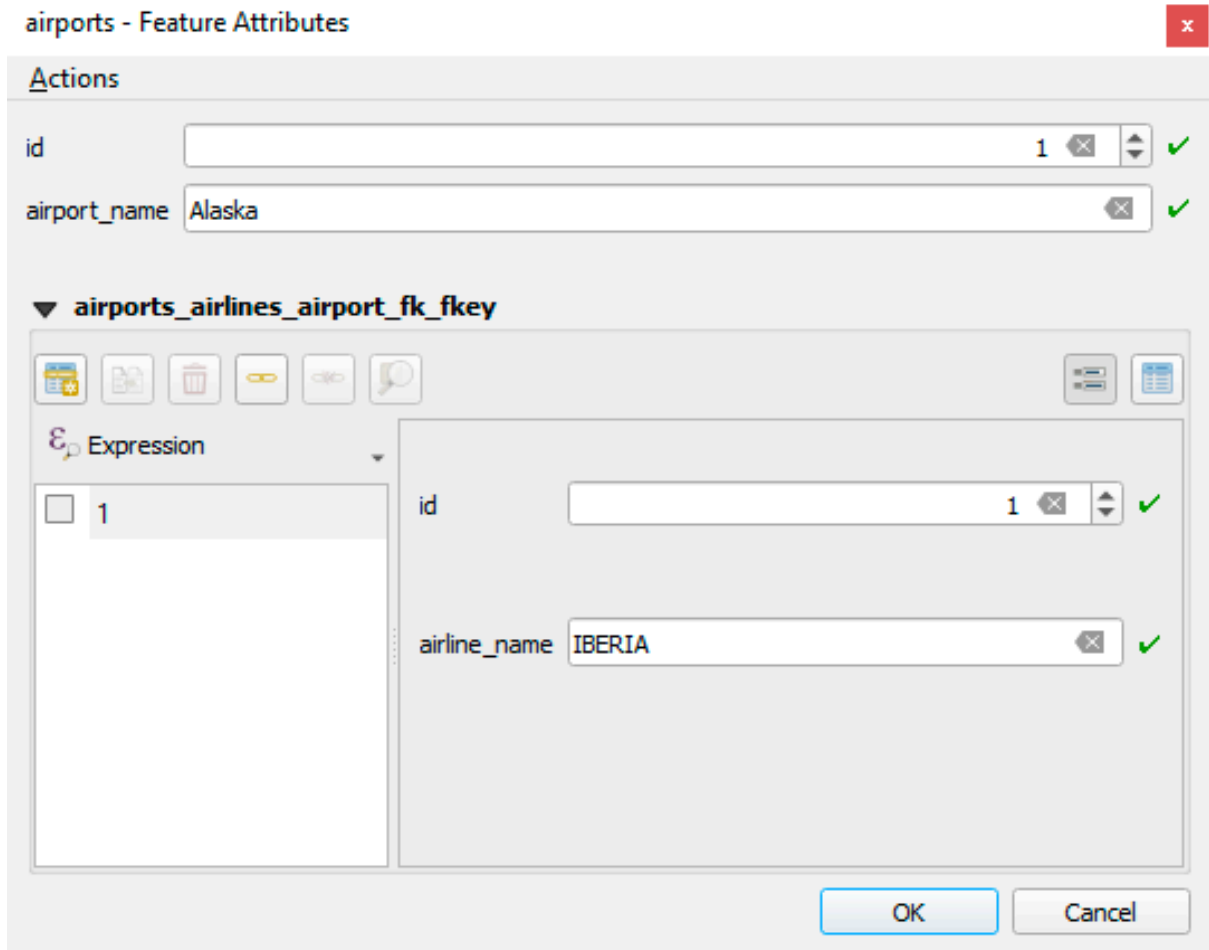 airports - Feature Attributes
Actions
id 1
airport_name Alaska
airports_airlines_airport_fk_fkey
Expression
1
id 1
airline_name IBERIA
OK Cancel